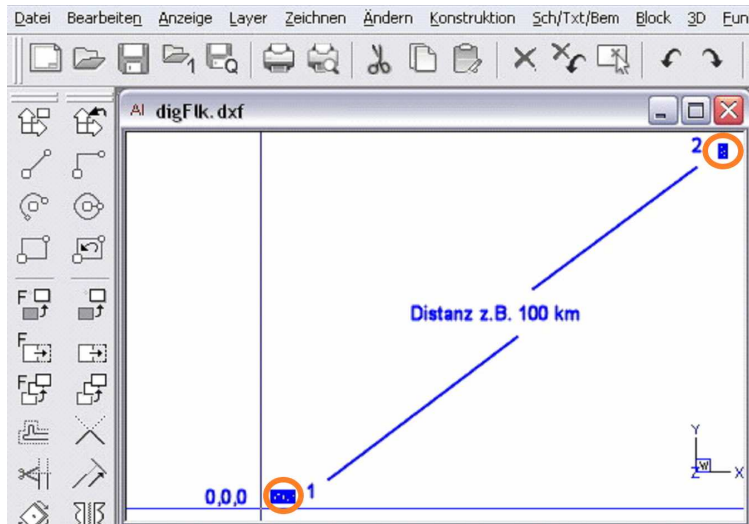 Datei Bearbeiten Anzeige Layer Zeichnen Ändern Konstruktion Sch/Txt/Bem Block 3D Fun
AI digFlk.dxf
2
Distanz z.B. 100 km
Y
W
Z X
0,0,0 1
F
F
F